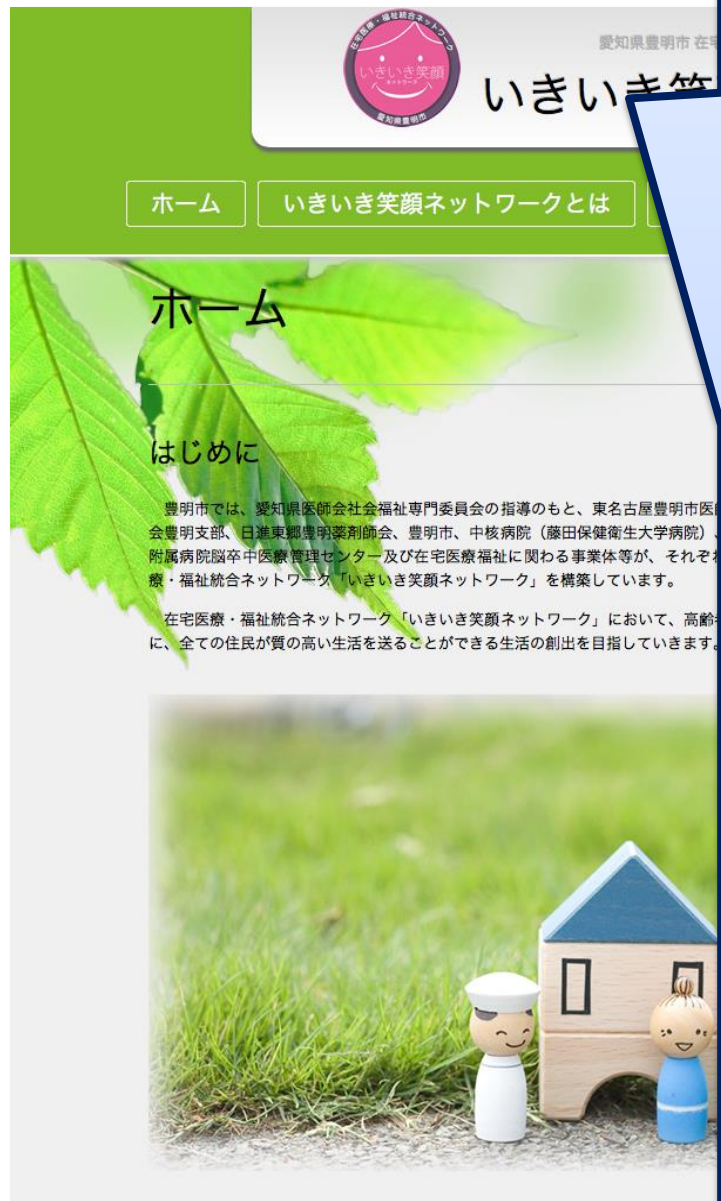 在宅医療・福祉統合ネットワーク
いきいき笑顔
ネットワーク
愛知県豊明市
愛知県豊明市 在宅
いきいき笑
ホーム
いきいき笑顔ネットワークとは
ホーム
はじめに
豊明市では、愛知県医師会社会福祉専門委員会の指導のもと、東名古屋豊明市医
会豊明支部、日進東郷豊明薬剤師会、豊明市、中核病院（藤田保健衛生大学病院）、
附属病院脳卒中医療管理センター及び在宅医療福祉に関わる事業体等が、それぞれ
療・福祉統合ネットワーク「いきいき笑顔ネットワーク」を構築しています。
在宅医療・福祉統合ネットワーク「いきいき笑顔ネットワーク」において、高齢
に、全ての住民が質の高い生活を送ることができる生活の創出を目指していきます。